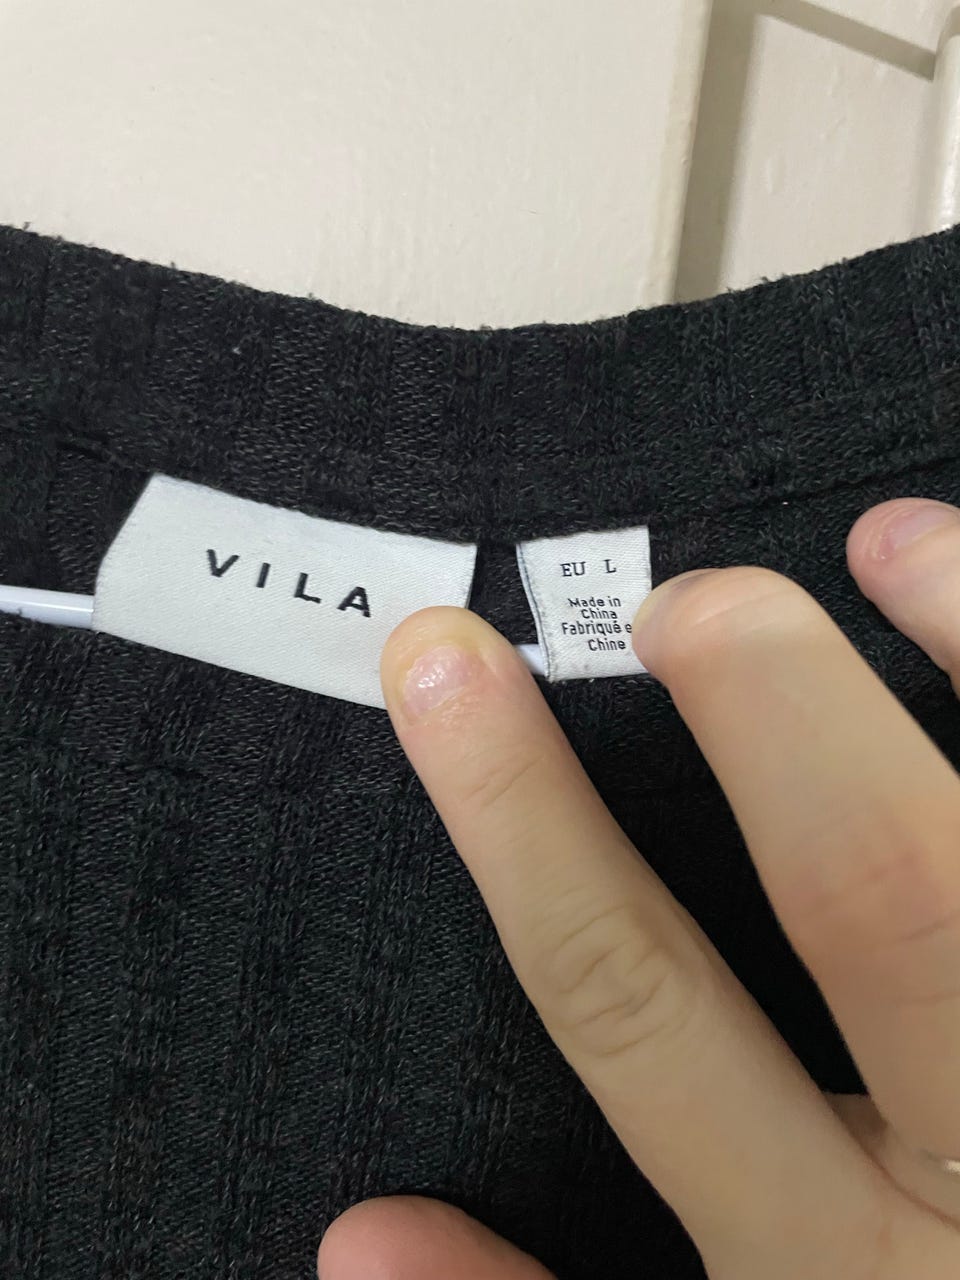 VILA
EU L
Made in
China
Fabriqué e
Chine